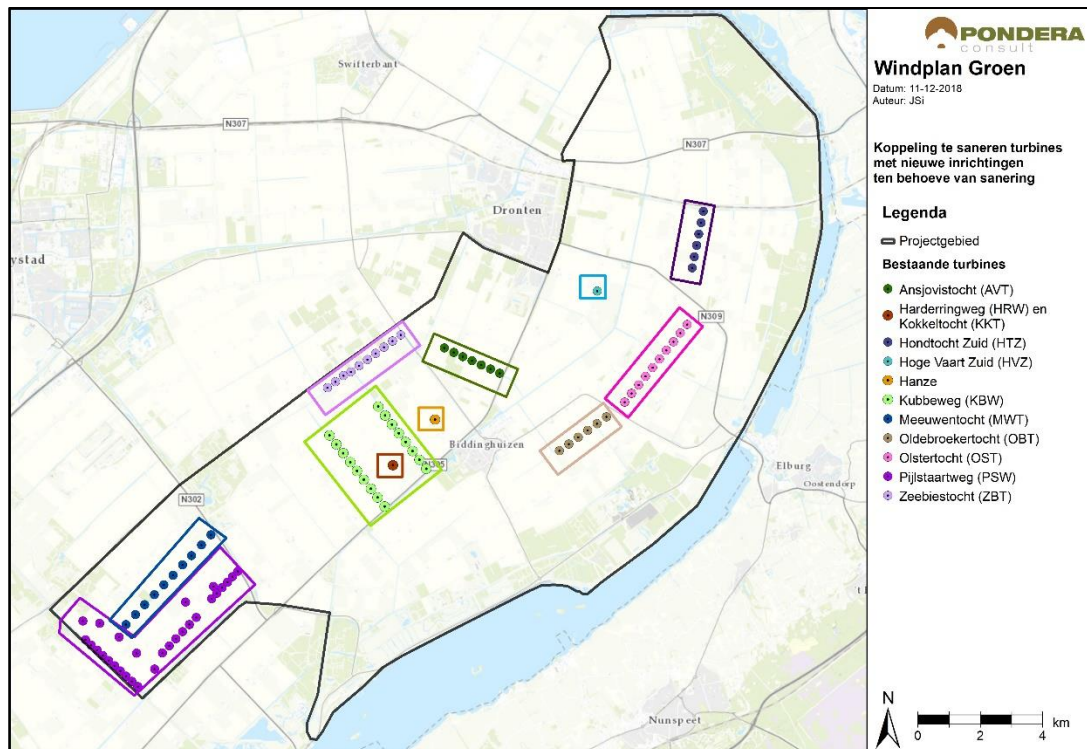 Swifterbant
N307
N307
Dronten
ystad
N309
Biddinghuizen
N305
Elburg
Oostendorp
N302
Nunspeet
PONDERA
consult
Windplan Groen
Datum: 11-12-2018
Auteur: JSi
Koppeling te saneren turbines
met nieuwe inrichtingen
ten behoeve van sanering
Legenda
Projectgebied
Bestaande turbines
Ansjovistocht (AVT)
Harderringweg (HRW) en
Kokkeltocht (KKT)
Hondtocht Zuid (HTZ)
Hoge Vaart Zuid (HVZ)
Hanze
Kubbeweg (KBW)
Meeuwentocht (MWT)
Oldebroekertocht (OBT)
Olstertocht (OST)
Pijlstaartweg (PSW)
Zeebiestocht (ZBT)
N
km
0 2 4